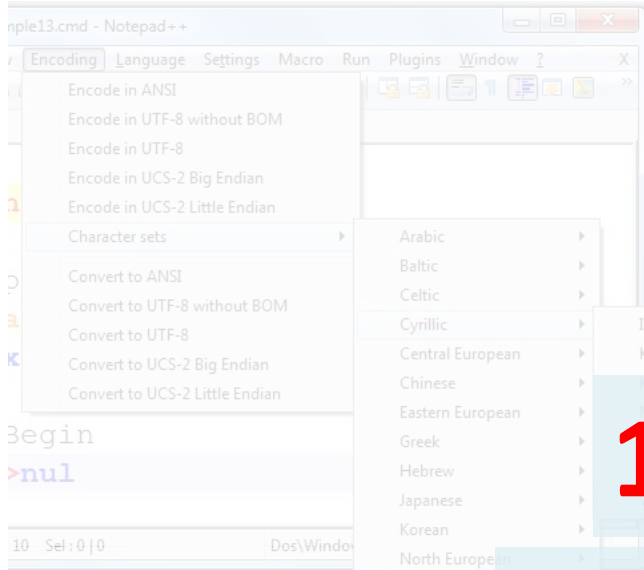 mple13.cmd - Notepad++
Encoding Language Settings Macro Run Plugins Window ? X
Encode in ANSI
Encode in UTF-8 without BOM
Encode in UTF-8
Encode in UCS-2 Big Endian
Encode in UCS-2 Little Endian
Character sets
Convert to ANSI
Convert to UTF-8 without BOM
Convert to UTF-8
Convert to UCS-2 Big Endian
Convert to UCS-2 Little Endian
Arabic
Baltic
Celtic
Cyrillic
Central European
Chinese
Eastern European
Greek
Hebrew
Japanese
Korean
North European
Begin
>nul
10 Sel : 0 | 0 Dos\Windo
1